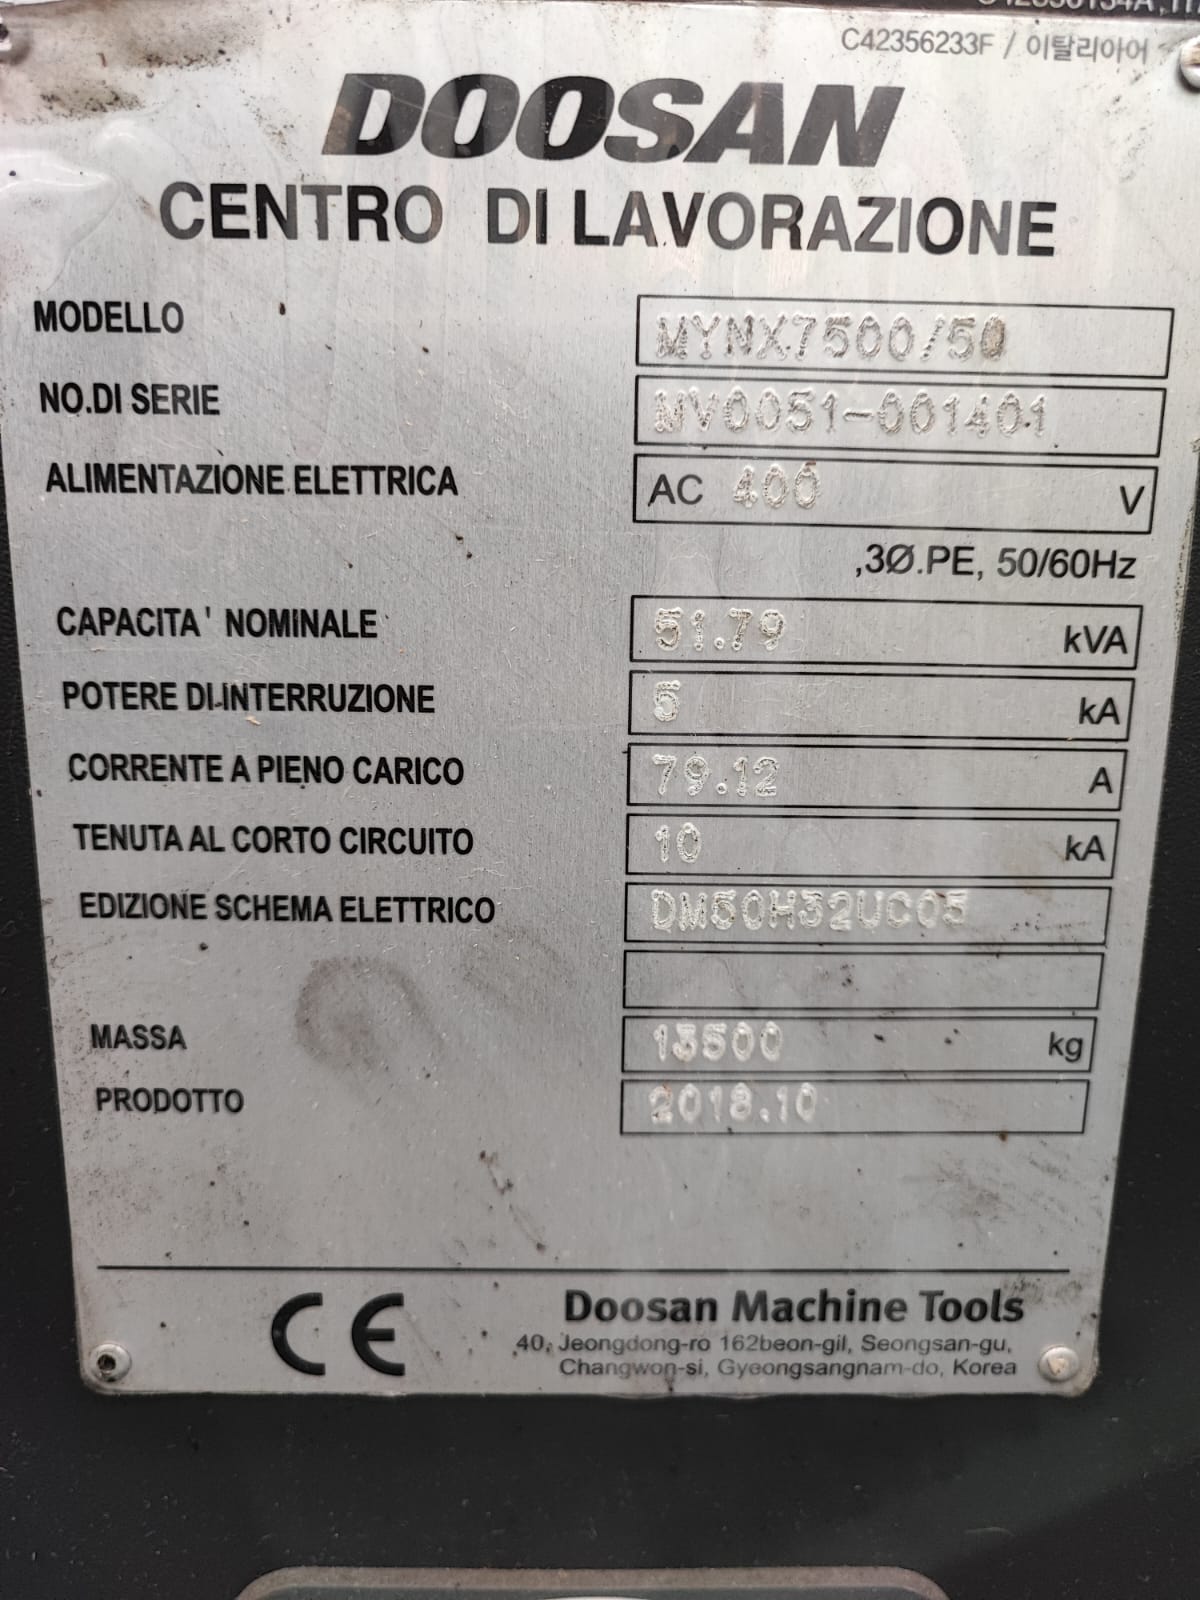 C42356233F / 이탈리아어
DOOSAN
CENTRO DI LAVORAZIONE
MODELLO MYNX7500/50
NO.DI SERIE MV0051-001401
ALIMENTAZIONE ELETTRICA AC 400 V
,3Ø.PE, 50/60Hz
CAPACITA' NOMINALE 51.79 kVA
POTERE DI INTERRUZIONE 5 kA
CORRENTE A PIENO CARICO 79.12 A
TENUTA AL CORTO CIRCUITO 10 kA
EDIZIONE SCHEMA ELETTRICO DM50H32UC05
MASSA 13500 kg
PRODOTTO 2018.10
CE Doosan Machine Tools
40, Jeongdong-ro 162beon-gil, Seongsan-gu,
Changwon-si, Gyeongsangnam-do, Korea